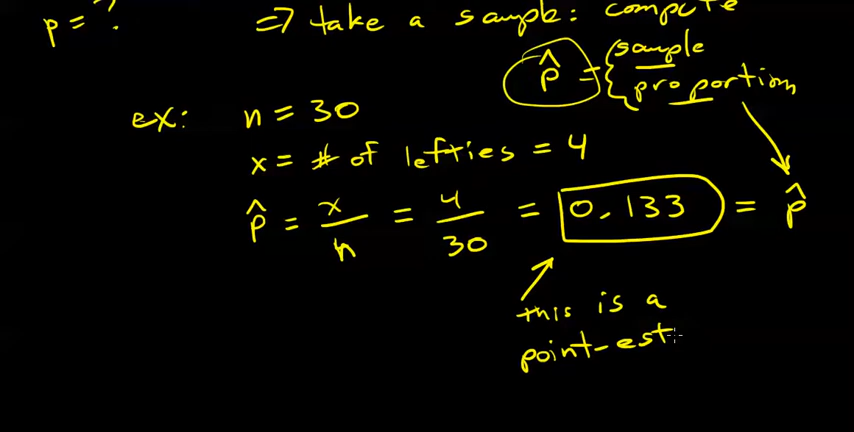 p = ? ⇒ take a sample: compute
p̂ = { sample
proportion
ex: n = 30
x = # of lefties = 4
p̂ = x/n = 4/30 = 0.133 = p̂
this is a
point-est